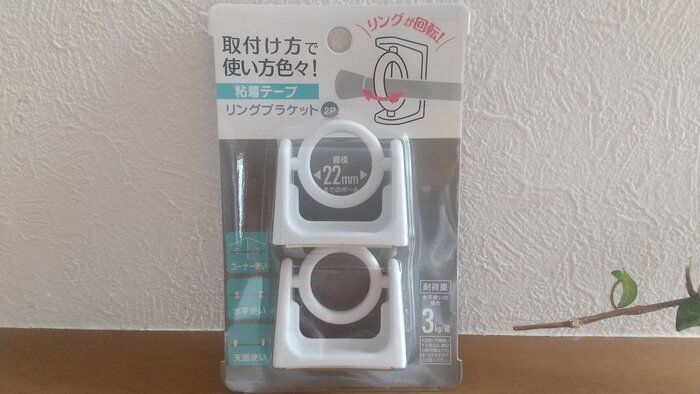 取付け方で
使い方色々!
粘着テープ
リングブラケット 2P
リングが回転!
直径
22mm
までのポール
コーナー使い
水平使い
天面使い
耐荷重
水平使いの
場合
3kg/組